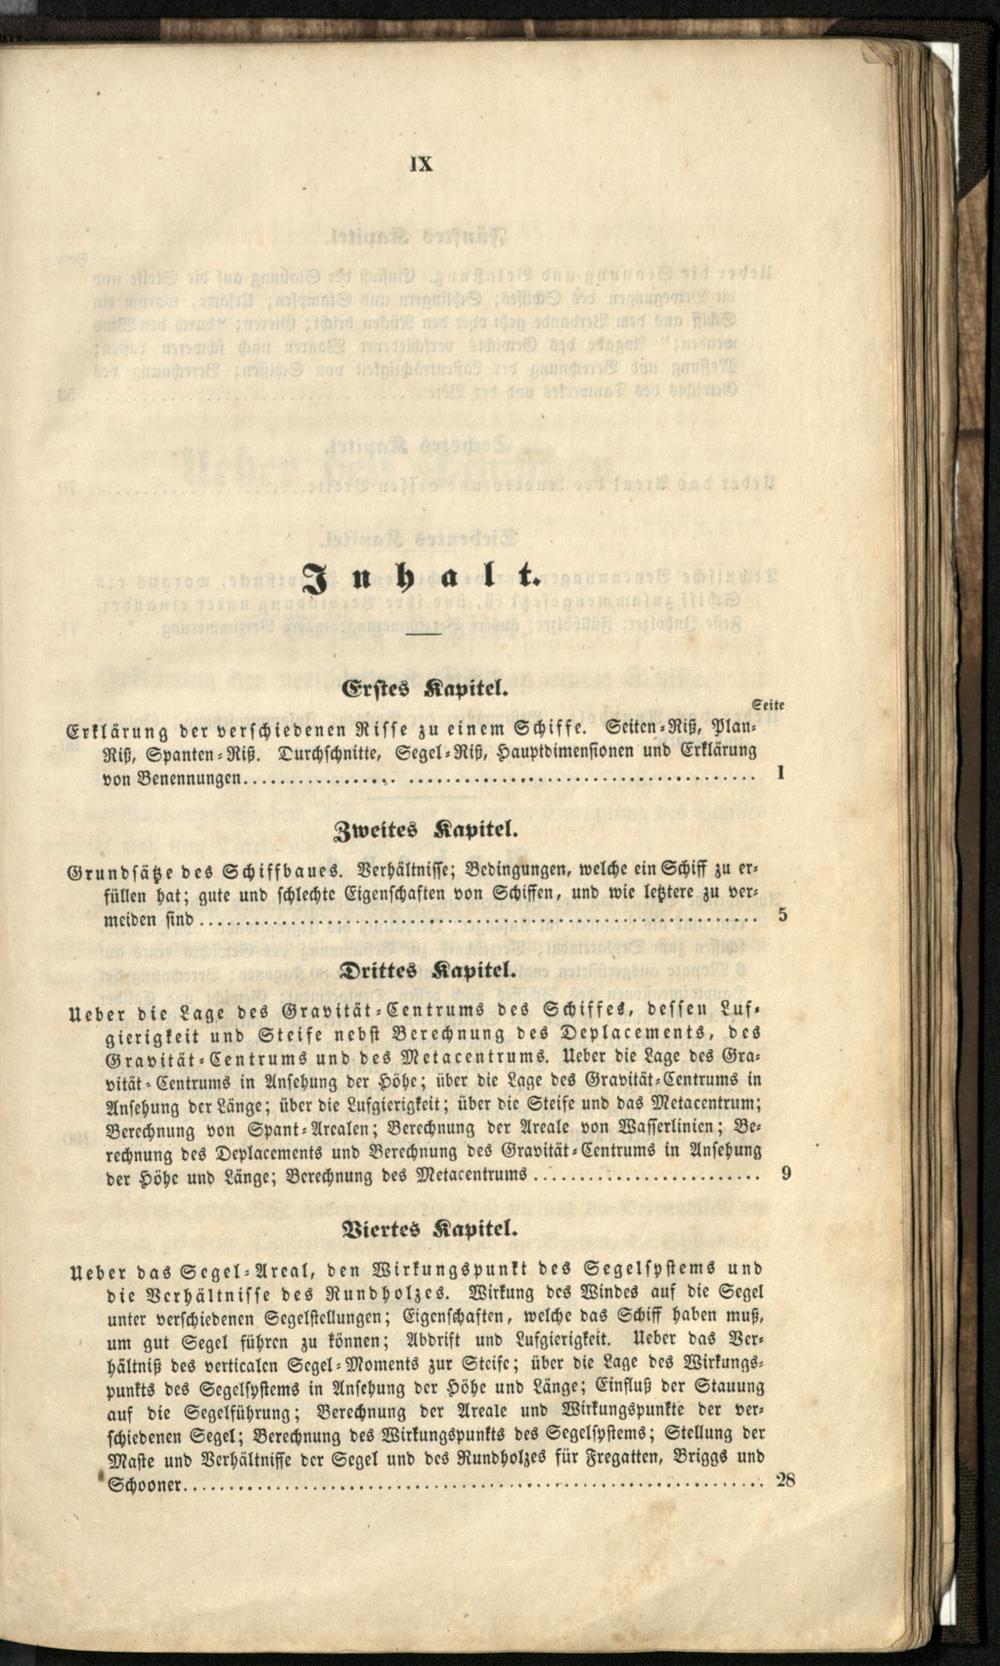 IX
Inhalt.
Erstes Kapitel.
Seite
Erklärung der verschiedenen Risse zu einem Schiffe. Seiten-Riß, Plan-
Riß, Spanten-Riß. Durchschnitte, Segel-Riß, Hauptdimensionen und Erklärung
von Benennungen. . . . . . . . . . . . . . . . . . . . . . . . . . . . . . 1
Zweites Kapitel.
Grundsätze des Schiffbaues. Verhältnisse; Bedingungen, welche ein Schiff zu er-
füllen hat; gute und schlechte Eigenschaften von Schiffen, und wie letztere zu ver-
meiden sind . . . . . . . . . . . . . . . . . . . . . . . . . . . . . . 5
Drittes Kapitel.
Ueber die Lage des Gravität-Centrums des Schiffes, dessen Luf-
gierigkeit und Steife nebst Berechnung des Deplacements, des
Gravität-Centrums und des Metacentrums. Ueber die Lage des Gra-
vität-Centrums in Ansehung der Höhe; über die Lage des Gravität-Centrums in
Ansehung der Länge; über die Lufgierigkeit; über die Steife und das Metacentrum;
Berechnung von Spant-Arealen; Berechnung der Areale von Wasserlinien; Be-
rechnung des Deplacements und Berechnung des Gravität-Centrums in Ansehung
der Höhe und Länge; Berechnung des Metacentrums . . . . . . . . . . . . . . 9
Viertes Kapitel.
Ueber das Segel-Areal, den Wirkungspunkt des Segelsystems und
die Verhältnisse des Rundholzes. Wirkung des Windes auf die Segel
unter verschiedenen Segelstellungen; Eigenschaften, welche das Schiff haben muß,
um gut Segel führen zu können; Abdrift und Lufgierigkeit. Ueber das Ver-
hältniß des verticalen Segel-Moments zur Steife; über die Lage des Wirkungs-
punkts des Segelsystems in Ansehung der Höhe und Länge; Einfluß der Stauung
auf die Segelführung; Berechnung der Areale und Wirkungspunkte der ver-
schiedenen Segel; Berechnung des Wirkungspunkts des Segelsystems; Stellung der
Maste und Verhältnisse der Segel und des Rundholzes für Fregatten, Briggs und
Schooner. . . . . . . . . . . . . . . . . . . . . . . . . . . . . . 28